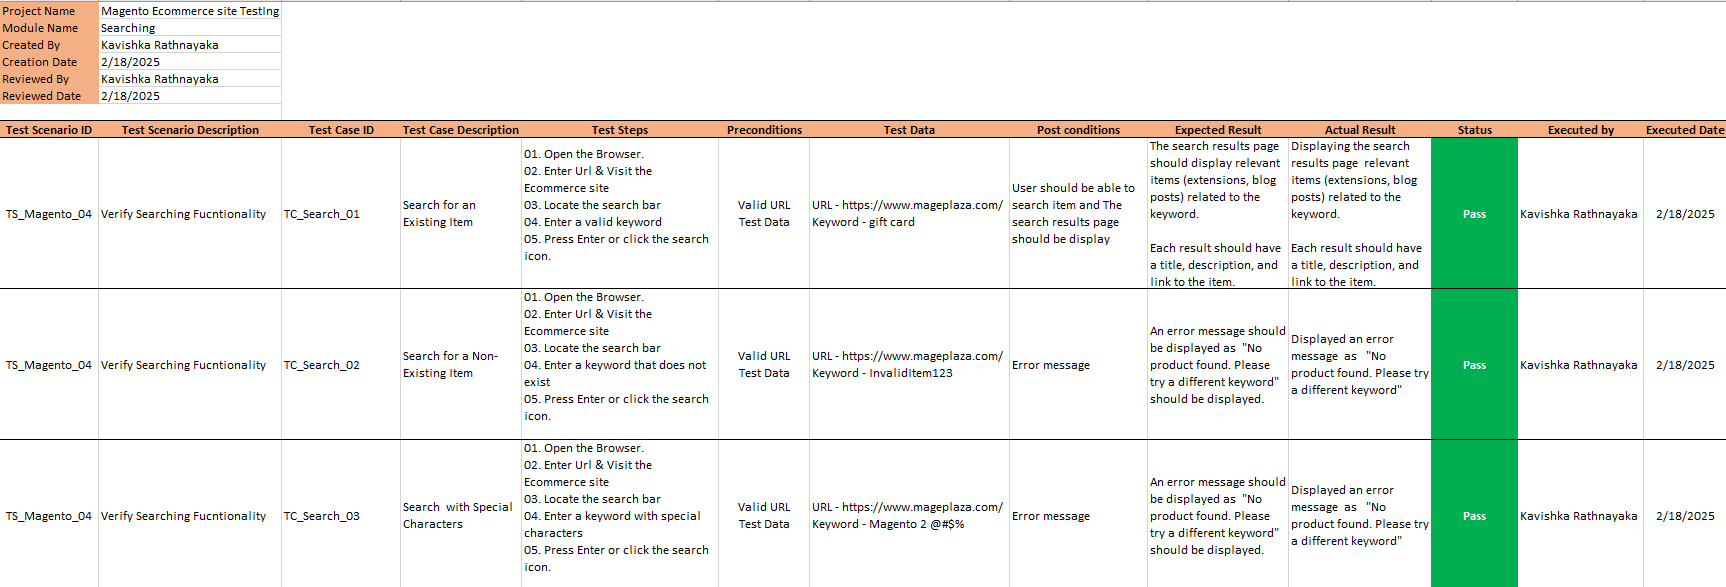 Project Name Magento Ecommerce site Testing
Module Name Searching
Created By Kavishka Rathnayaka
Creation Date 2/18/2025
Reviewed By Kavishka Rathnayaka
Reviewed Date 2/18/2025
Test Scenario ID Test Scenario Description Test Case ID Test Case Description Test Steps Preconditions Test Data Post conditions Expected Result Actual Result Status Executed by Executed Date
TS_Magento_04
Verify Searching Fucntionality
TC_Search_01
Search for an
Existing Item
01. Open the Browser.
02. Enter Url & Visit the
Ecommerce site
03. Locate the search bar
04. Enter a valid keyword
05. Press Enter or click the search
icon.
Valid URL
Test Data
URL - https://www.mageplaza.com/
Keyword - gift card
User should be able to
search item and The
search results page
should be display
The search results page
should display relevant
items (extensions, blog
posts) related to the
keyword.
Each result should have
a title, description, and
link to the item.
Displaying the search
results page  relevant
items (extensions, blog
posts) related to the
keyword.
Each result should have
a title, description, and
link to the item.
Pass
Kavishka Rathnayaka
2/18/2025
TS_Magento_04
Verify Searching Fucntionality
TC_Search_02
Search for a Non-
Existing Item
01. Open the Browser.
02. Enter Url & Visit the
Ecommerce site
03. Locate the search bar
04. Enter a keyword that does not
exist
05. Press Enter or click the search
icon.
Valid URL
Test Data
URL - https://www.mageplaza.com/
Keyword - InvalidItem123
Error message
An error message should
be displayed as  "No
product found. Please
try a different keyword"
should be displayed.
Displayed an error
message  as   "No
product found. Please try
a different keyword"
Pass
Kavishka Rathnayaka
2/18/2025
TS_Magento_04
Verify Searching Fucntionality
TC_Search_03
Search  with Special
Characters
01. Open the Browser.
02. Enter Url & Visit the
Ecommerce site
03. Locate the search bar
04. Enter a keyword with special
characters
05. Press Enter or click the search
icon.
Valid URL
Test Data
URL - https://www.mageplaza.com/
Keyword - Magento 2 @#$%
Error message
An error message should
be displayed as  "No
product found. Please
try a different keyword"
should be displayed.
Displayed an error
message  as   "No
product found. Please try
a different keyword"
Pass
Kavishka Rathnayaka
2/18/2025